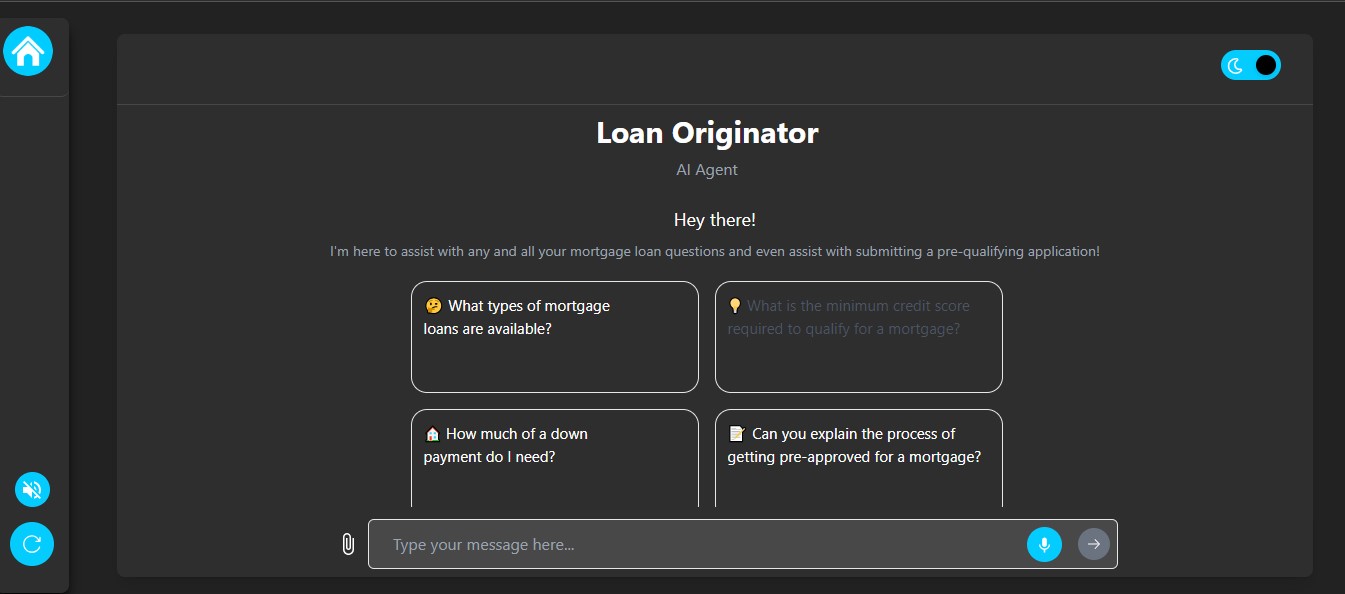 Loan Originator
AI Agent
Hey there!
I'm here to assist with any and all your mortgage loan questions and even assist with submitting a pre-qualifying application!
🤔 What types of mortgage
loans are available?
💡 What is the minimum credit score
required to qualify for a mortgage?
🏠 How much of a down
payment do I need?
📝 Can you explain the process of
getting pre-approved for a mortgage?
Type your message here...